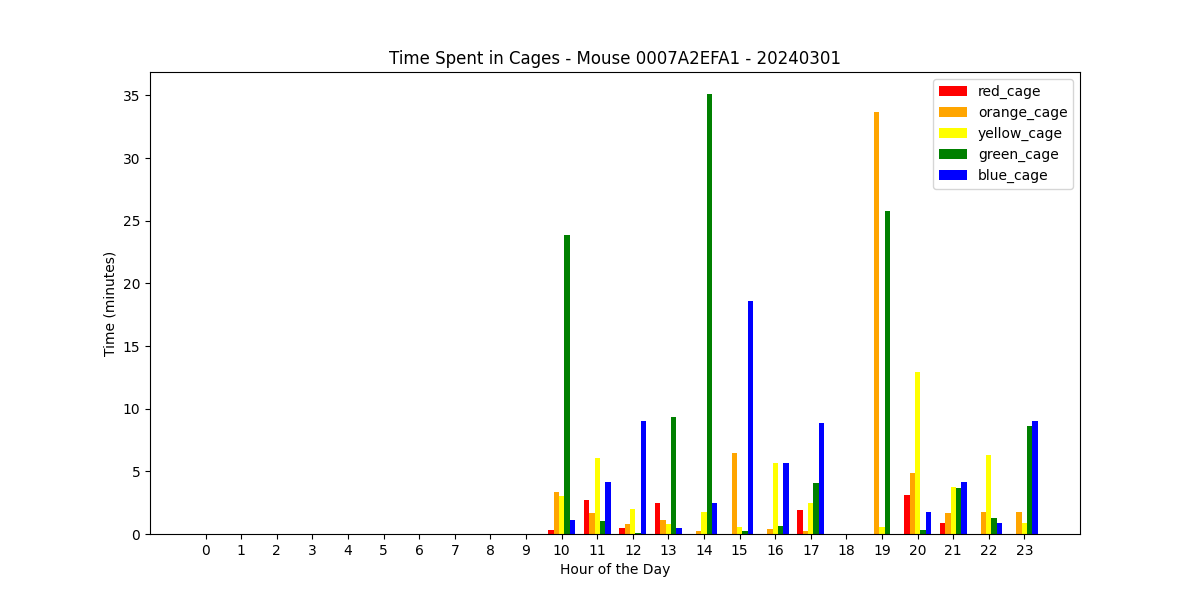 Time Spent in Cages - Mouse 0007A2EFA1 - 20240301
red_cage
orange_cage
yellow_cage
green_cage
blue_cage
Time (minutes)
35
30
25
20
15
10
5
0
0 1 2 3 4 5 6 7 8 9 10 11 12 13 14 15 16 17 18 19 20 21 22 23
Hour of the Day